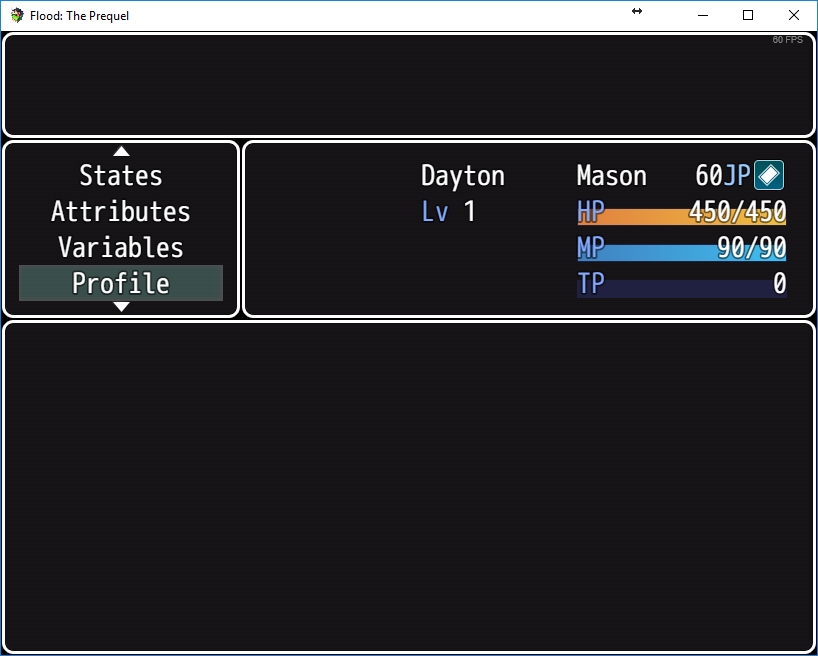 Flood: The Prequel
60 FPS
States
Attributes
Variables
Profile
Dayton
Mason
60JP
Lv 1
HP 450/450
MP 90/90
TP 0